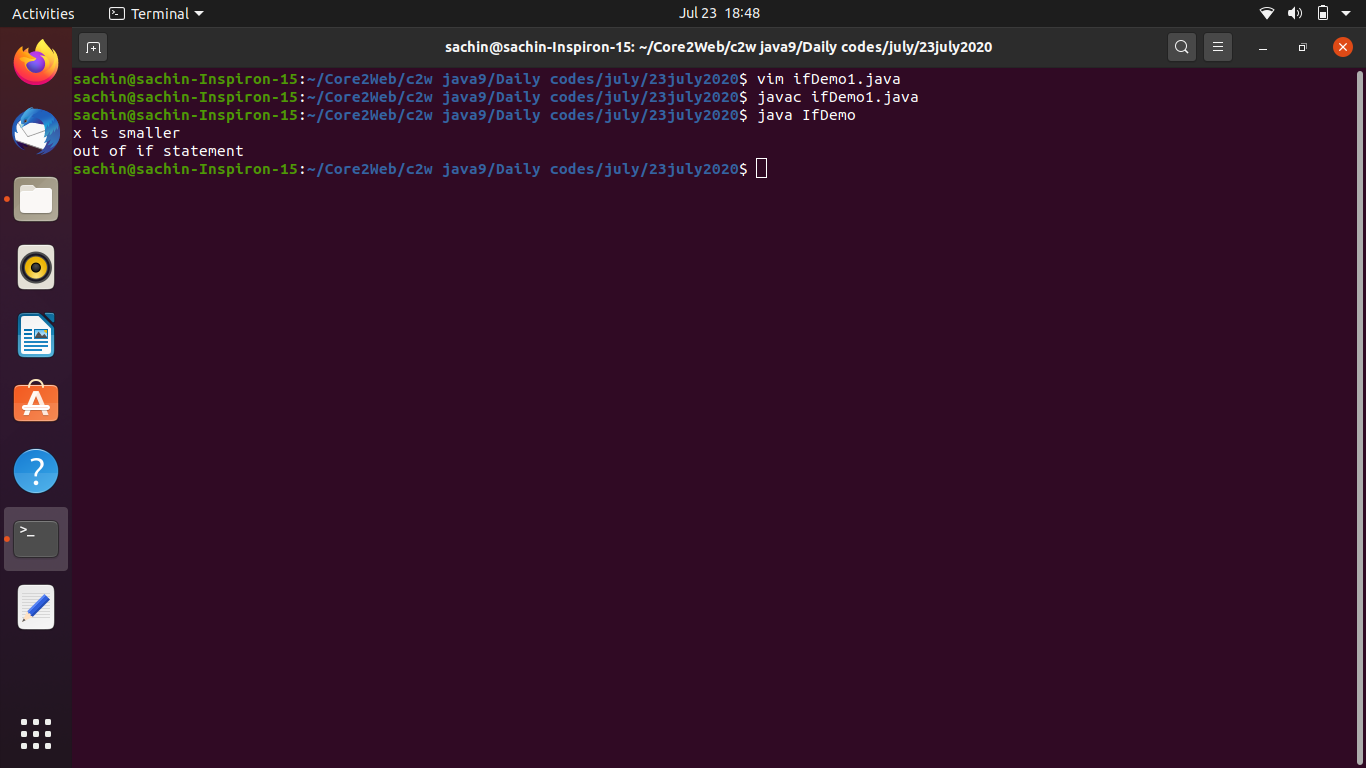 Activities
Terminal
Jul 23 18:48
sachin@sachin-Inspiron-15: ~/Core2Web/c2w java9/Daily codes/july/23july2020
sachin@sachin-Inspiron-15:~/Core2Web/c2w java9/Daily codes/july/23july2020$ vim ifDemo1.java
sachin@sachin-Inspiron-15:~/Core2Web/c2w java9/Daily codes/july/23july2020$ javac ifDemo1.java
sachin@sachin-Inspiron-15:~/Core2Web/c2w java9/Daily codes/july/23july2020$ java IfDemo
x is smaller
out of if statement
sachin@sachin-Inspiron-15:~/Core2Web/c2w java9/Daily codes/july/23july2020$